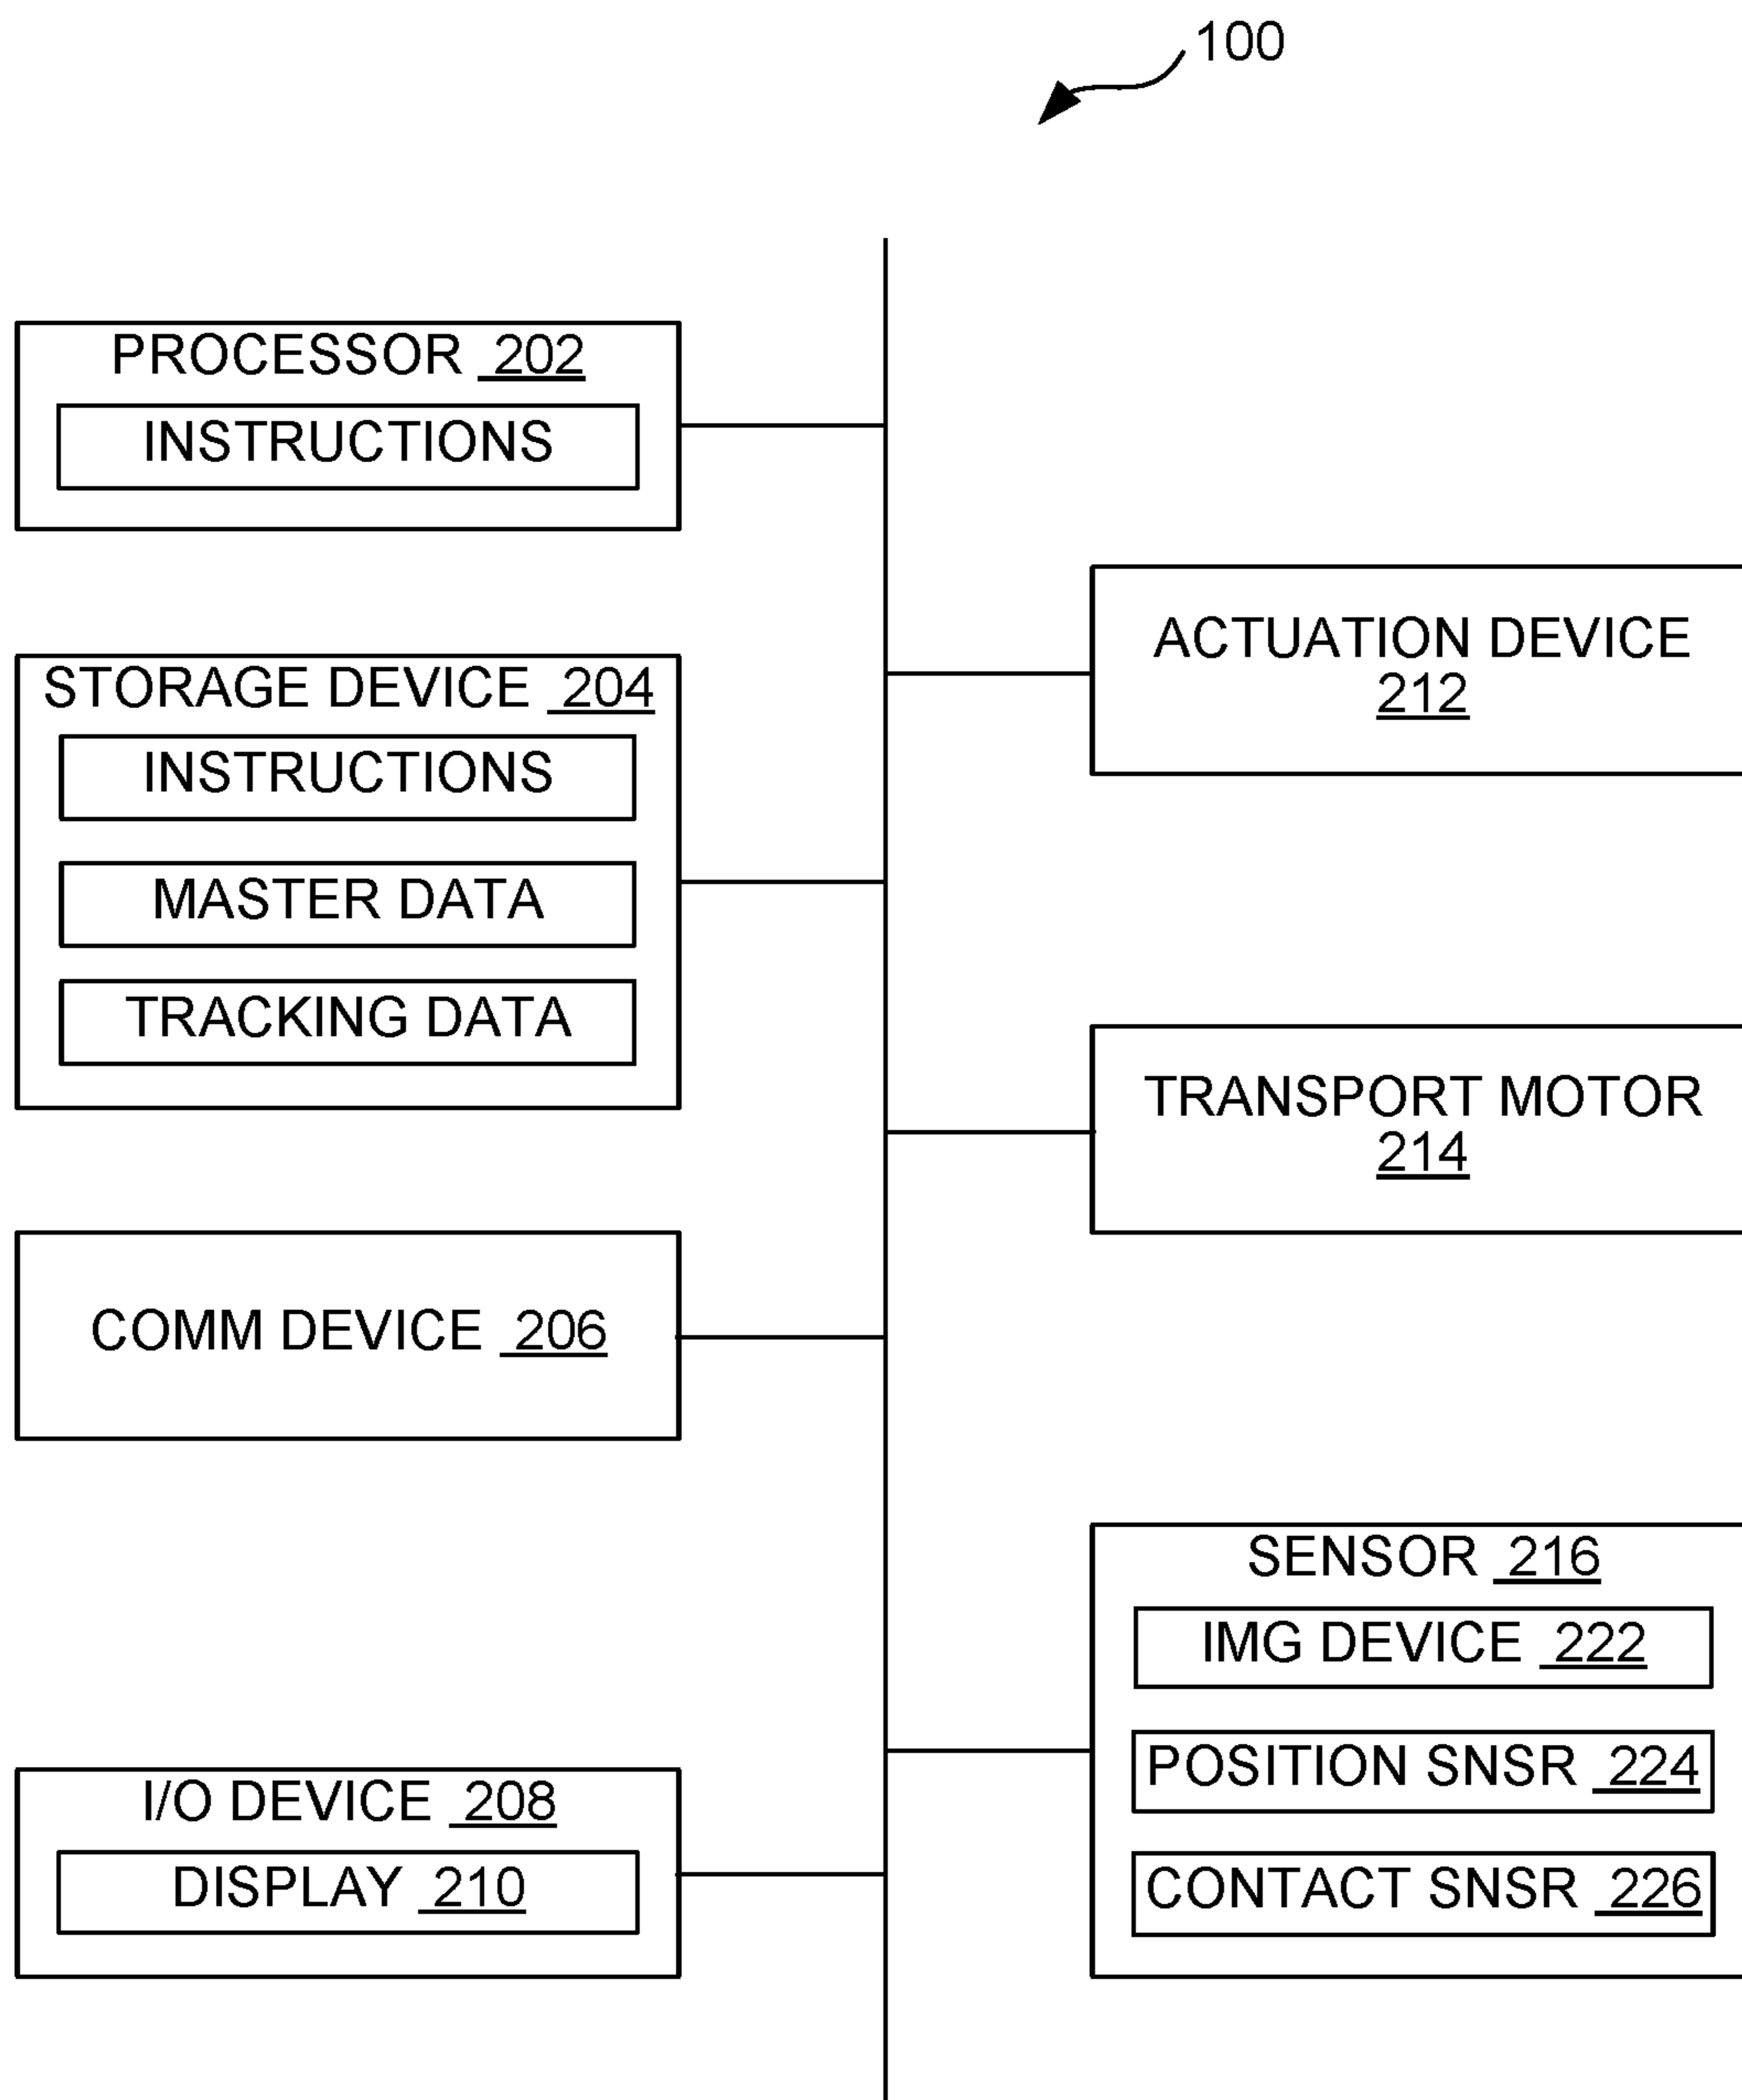 100
PROCESSOR 202
INSTRUCTIONS
STORAGE DEVICE 204
INSTRUCTIONS
MASTER DATA
TRACKING DATA
COMM DEVICE 206
I/O DEVICE 208
DISPLAY 210
ACTUATION DEVICE
212
TRANSPORT MOTOR
214
SENSOR 216
IMG DEVICE 222
POSITION SNSR 224
CONTACT SNSR 226